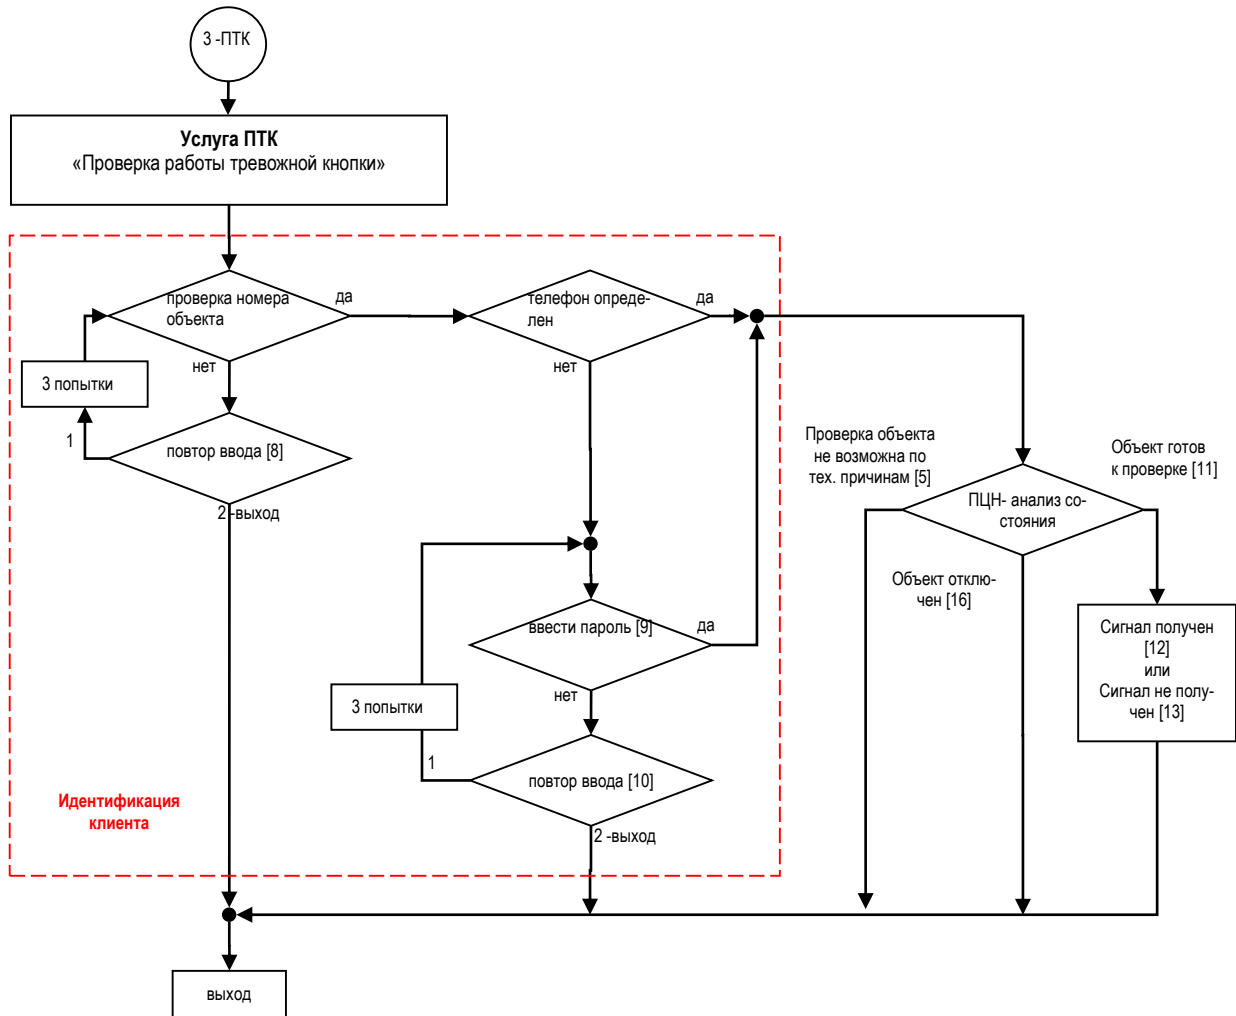 3 -ПТК
Услуга ПТК
«Проверка работы тревожной кнопки»
проверка номера
объекта
да
нет
3 попытки
1
повтор ввода [8]
2 -выход
телефон опреде-
лен
да
нет
ввести пароль [9]
да
нет
3 попытки
1
повтор ввода [10]
2 -выход
Идентификация
клиента
Проверка объекта
не возможна по
тех. причинам [5]
Объект готов
к проверке [11]
ПЦН- анализ со-
стояния
Объект отклю-
чен [16]
Сигнал получен
[12]
или
Сигнал не полу-
чен [13]
выход